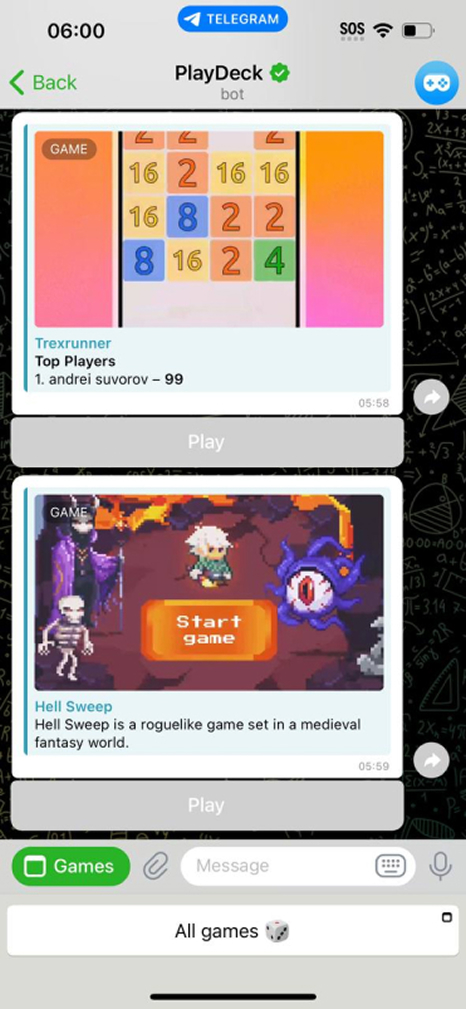 06:00
TELEGRAM
SOS
Back
PlayDeck
bot
GAME
2 2 2
16 2 16 16
16 8 2 2
8 16 2 4
Trexrunner
Top Players
1. andrei suvorov – 99
05:58
Play
GAME
Start
game
Hell Sweep
Hell Sweep is a roguelike game set in a medieval
fantasy world.
05:59
Play
Games
Message
All games 🎲